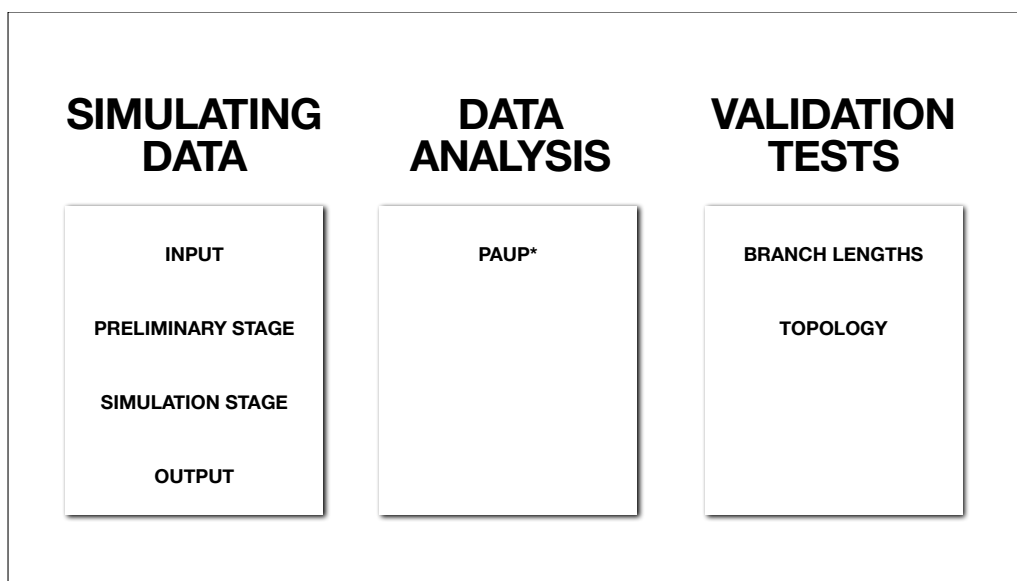 SIMULATING
DATA
INPUT
PRELIMINARY STAGE
SIMULATION STAGE
OUTPUT
DATA
ANALYSIS
PAUP*
VALIDATION
TESTS
BRANCH LENGTHS
TOPOLOGY